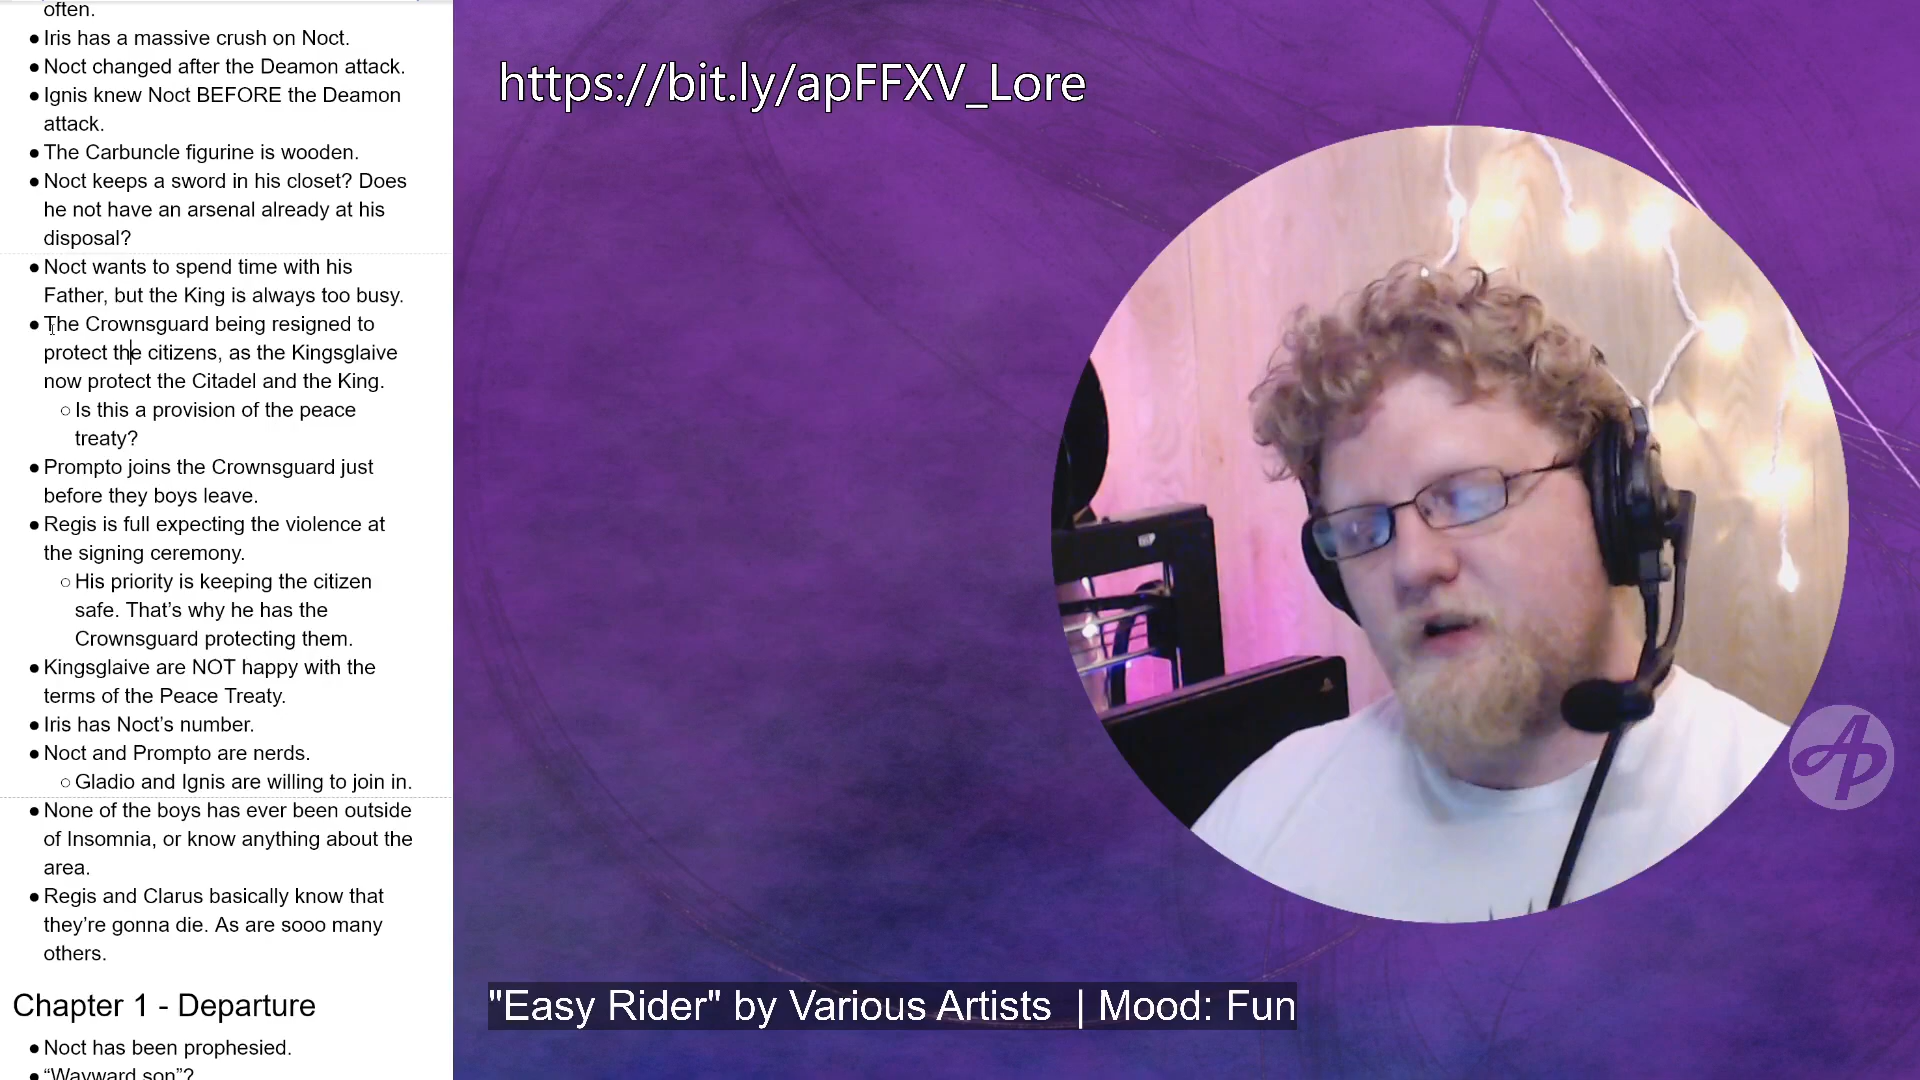 often.
● Iris has a massive crush on Noct.
● Noct changed after the Deamon attack.
● Ignis knew Noct BEFORE the Deamon
attack.
● The Carbuncle figurine is wooden.
● Noct keeps a sword in his closet? Does
he not have an arsenal already at his
disposal?
● Noct wants to spend time with his
Father, but the King is always too busy.
● The Crownsguard being resigned to
protect the citizens, as the Kingsglaive
now protect the Citadel and the King.
○ Is this a provision of the peace
treaty?
● Prompto joins the Crownsguard just
before they boys leave.
● Regis is full expecting the violence at
the signing ceremony.
○ His priority is keeping the citizen
safe. That's why he has the
Crownsguard protecting them.
● Kingsglaive are NOT happy with the
terms of the Peace Treaty.
● Iris has Noct's number.
● Noct and Prompto are nerds.
○ Gladio and Ignis are willing to join in.
● None of the boys has ever been outside
of Insomnia, or know anything about the
area.
● Regis and Clarus basically know that
they're gonna die. As are sooo many
others.
Chapter 1 - Departure
● Noct has been prophesied.
● “Wayward son”?
https://bit.ly/apFFXV_Lore
AP
"Easy Rider" by Various Artists | Mood: Fun